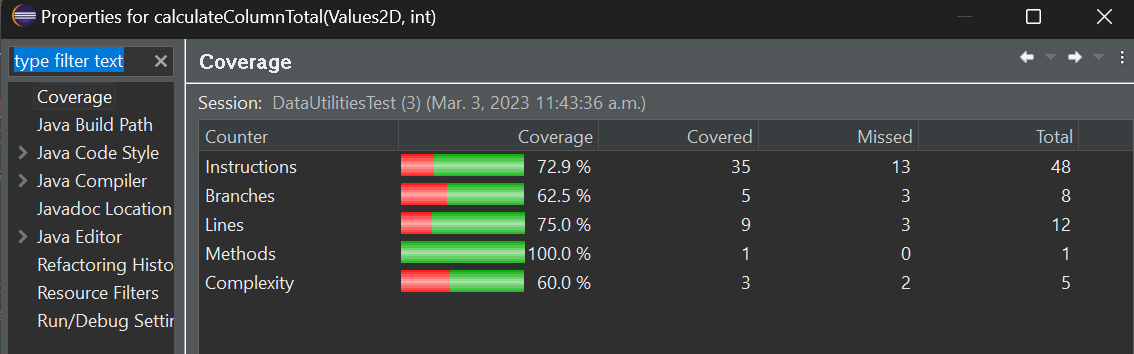 Properties for calculateColumnTotal(Values2D, int)
type filter text
Coverage
Java Build Path
Java Code Style
Java Compiler
Javadoc Location
Java Editor
Refactoring Histo
Resource Filters
Run/Debug Settin
Coverage
Session: DataUtilitiesTest (3) (Mar. 3, 2023 11:43:36 a.m.)
Counter Coverage Covered Missed Total
Instructions 72.9 % 35 13 48
Branches 62.5 % 5 3 8
Lines 75.0 % 9 3 12
Methods 100.0 % 1 0 1
Complexity 60.0 % 3 2 5